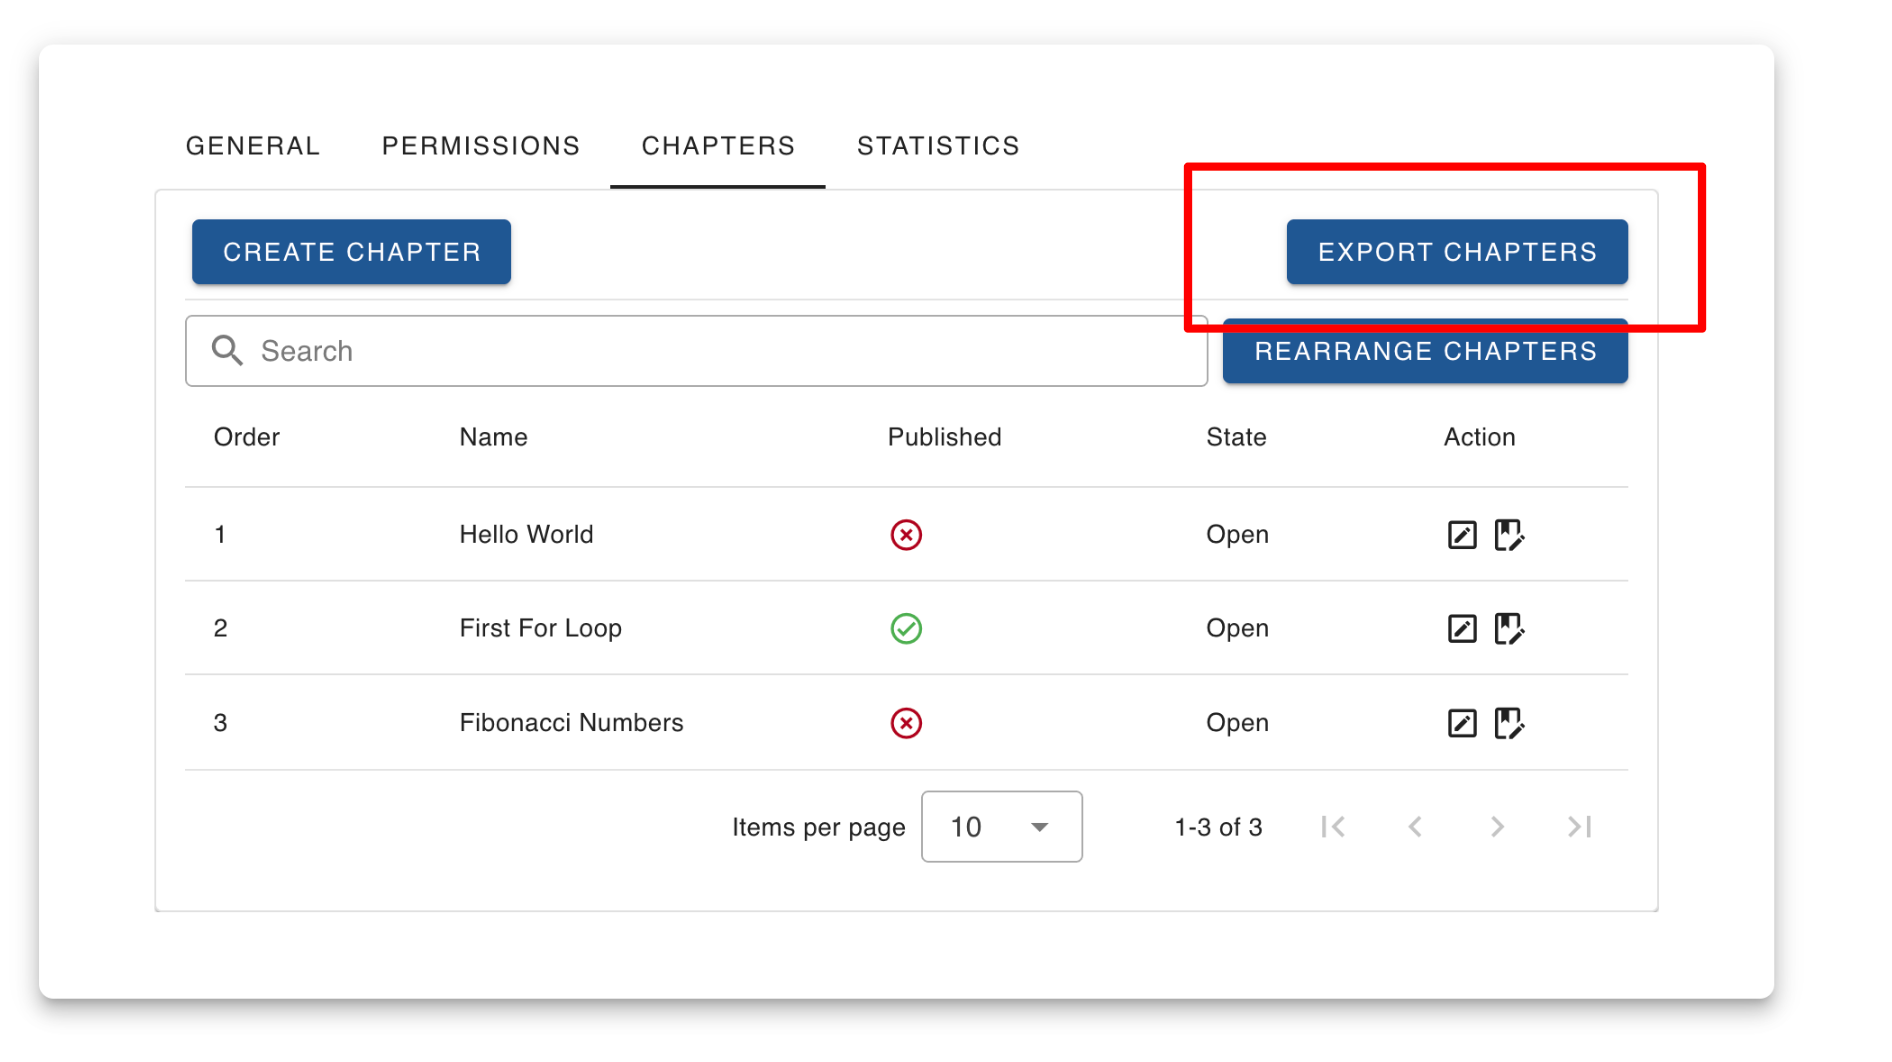 GENERAL PERMISSIONS CHAPTERS STATISTICS
CREATE CHAPTER EXPORT CHAPTERS
Search REARRANGE CHAPTERS
Order Name Published State Action
1 Hello World Open
2 First For Loop Open
3 Fibonacci Numbers Open
Items per page 10 1-3 of 3